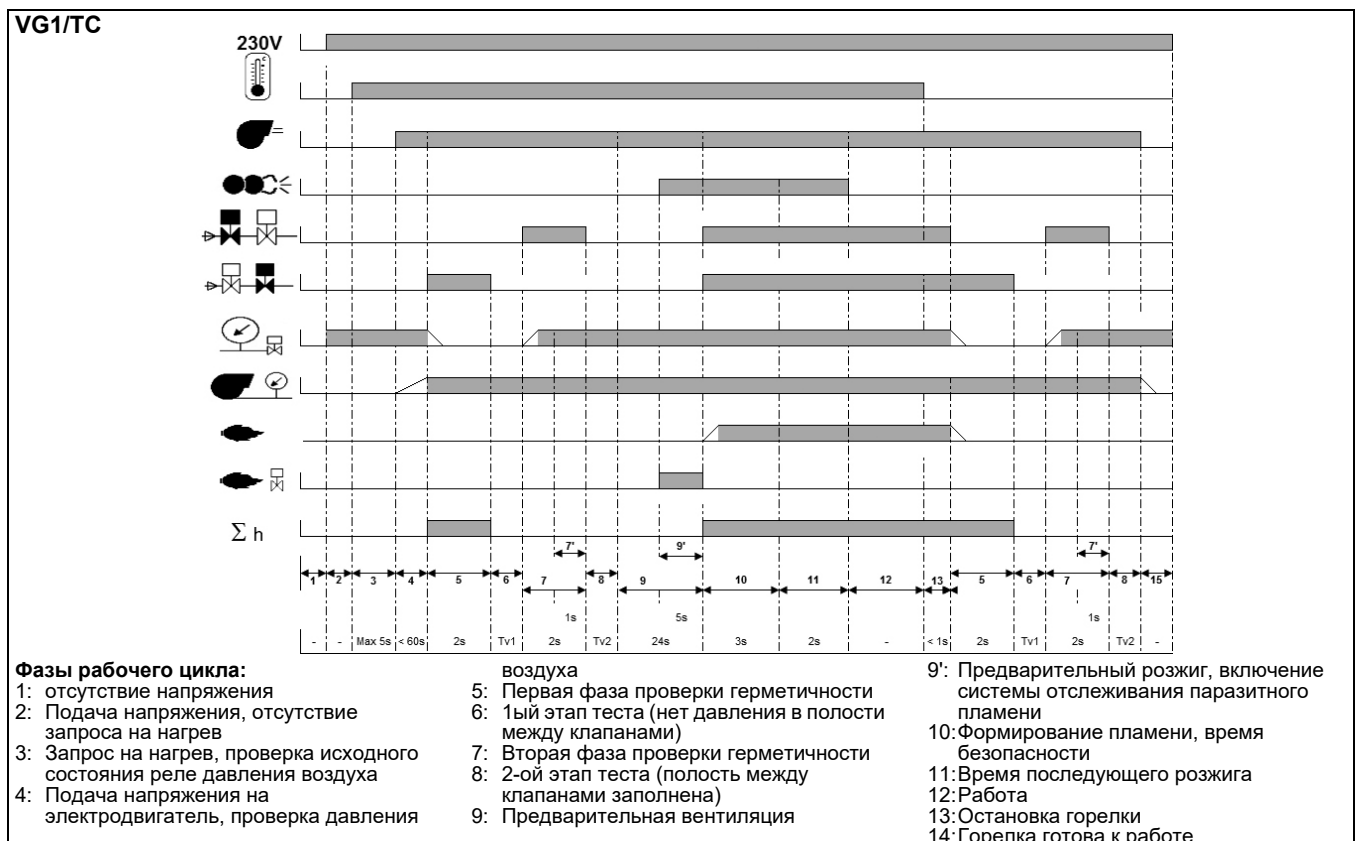 VG1/TC
230V
°C
=
Σ h
7' 9' 7'
1 2 3 4 5 6 7 8 9 10 11 12 13 5 6 7 8 15
1s 5s 1s
- - Max 5s < 60s 2s Tv1 2s Tv2 24s 3s 2s - < 1s 2s Tv1 2s Tv2 -
Фазы рабочего цикла:
1: отсутствие напряжения
2: Подача напряжения, отсутствие
запроса на нагрев
3: Запрос на нагрев, проверка исходного
состояния реле давления воздуха
4: Подача напряжения на
электродвигатель, проверка давления
воздуха
5: Первая фаза проверки герметичности
6: 1ый этап теста (нет давления в полости
между клапанами)
7: Вторая фаза проверки герметичности
8: 2-ой этап теста (полость между
клапанами заполнена)
9: Предварительная вентиляция
9': Предварительный розжиг, включение
системы отслеживания паразитного
пламени
10:Формирование пламени, время
безопасности
11:Время последующего розжига
12:Работа
13:Остановка горелки
14:Горелка готова к работе